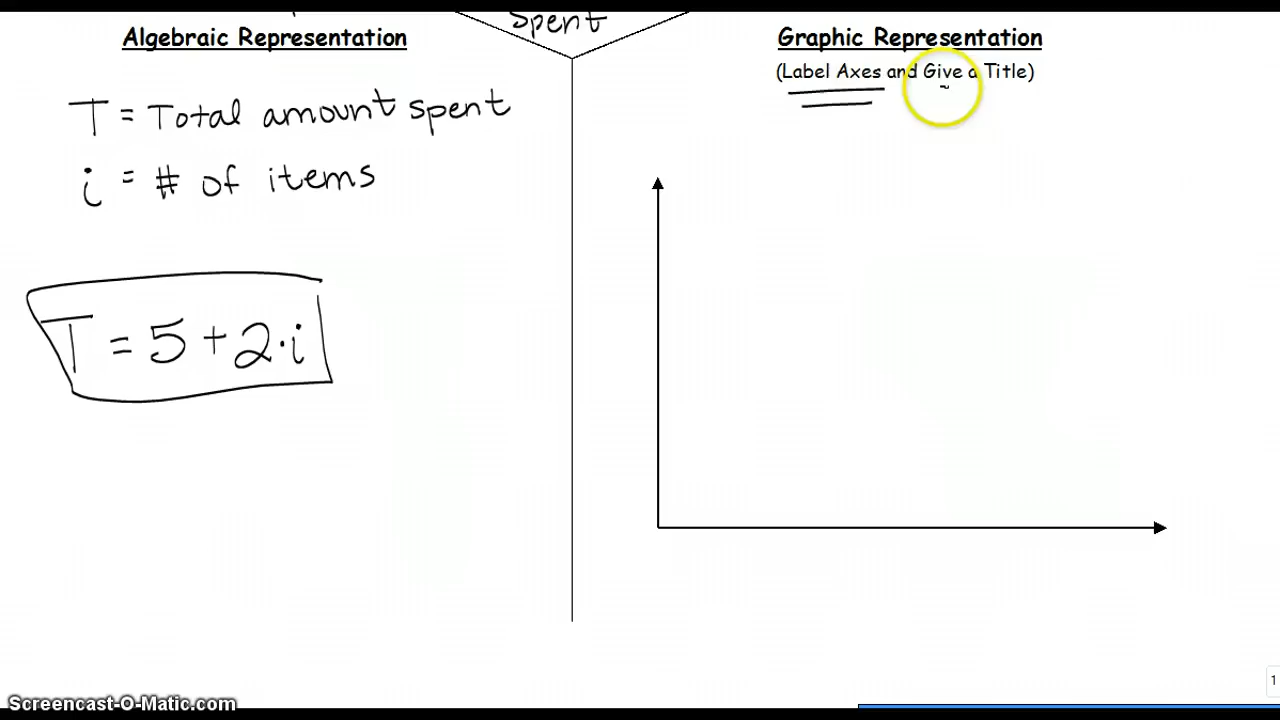 spent
Algebraic Representation
T = Total amount spent
i = # of items
T = 5 + 2·i
Graphic Representation
(Label Axes and Give a Title)
1
Screencast-O-Matic.com